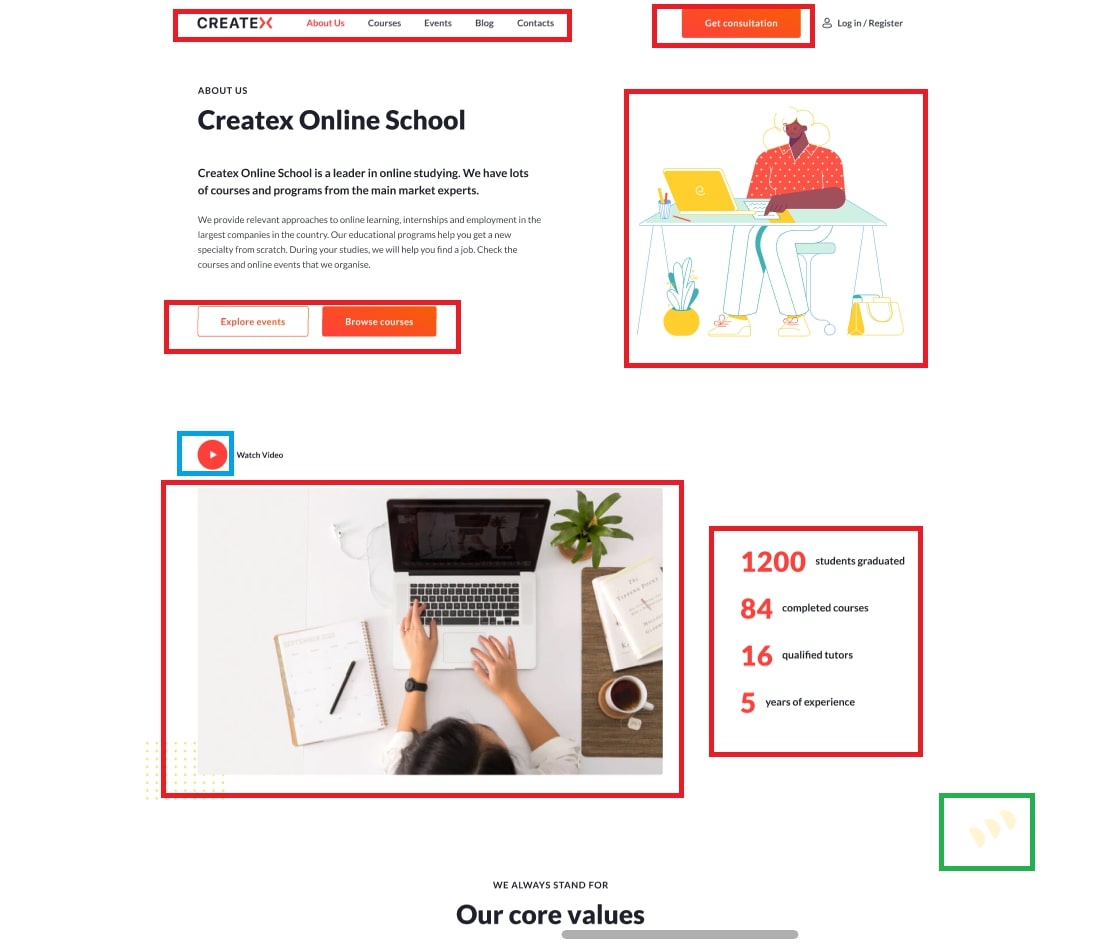 CREATEX About Us Courses Events Blog Contacts Get consultation Log in / Register
ABOUT US
Createx Online School
Createx Online School is a leader in online studying. We have lots
of courses and programs from the main market experts.
We provide relevant approaches to online learning, internships and employment in the
largest companies in the country. Our educational programs help you get a new
specialty from scratch. During your studies, we will help you find a job. Check the
courses and online events that we organise.
Explore events Browse courses
Watch Video
1200 students graduated
84 completed courses
16 qualified tutors
5 years of experience
WE ALWAYS STAND FOR
Our core values